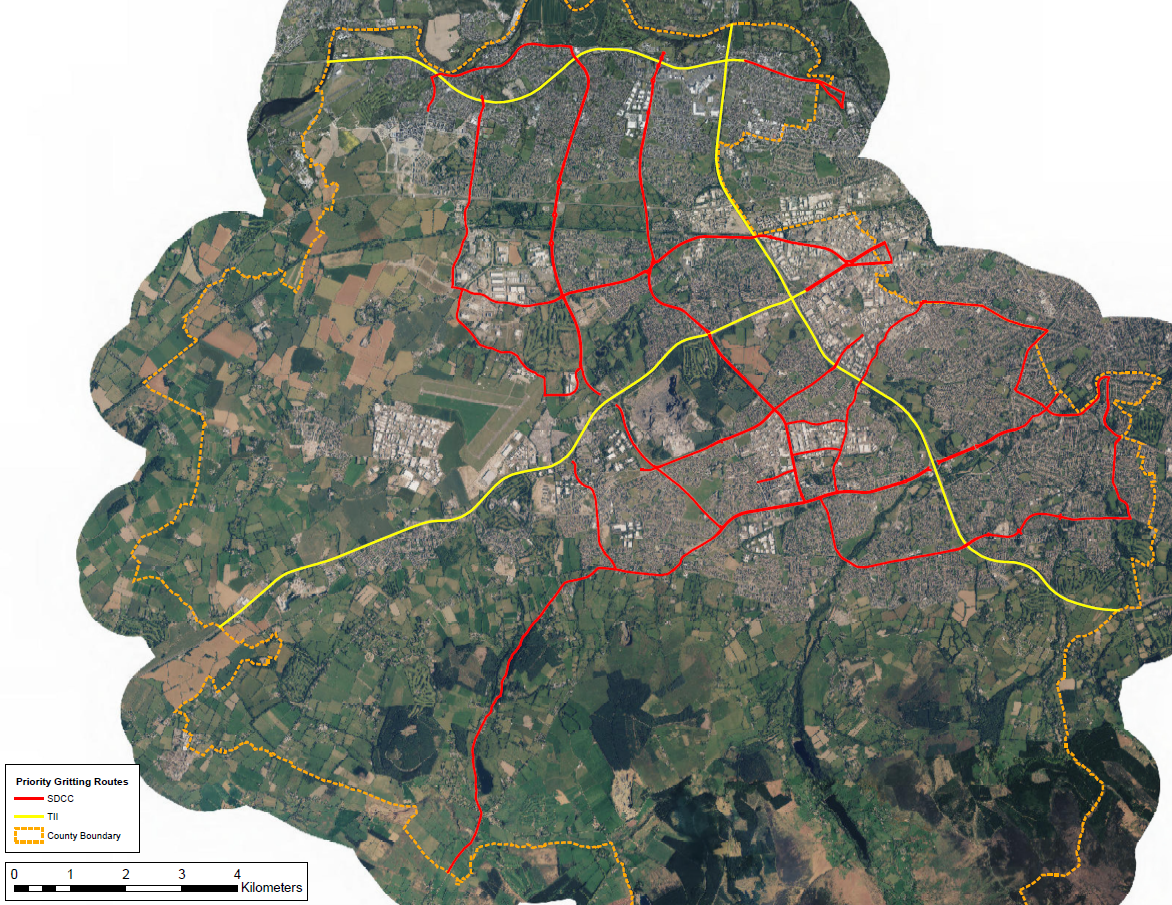 Priority Gritting Routes
SDCC
TII
County Boundary
0 1 2 3 4
Kilometers